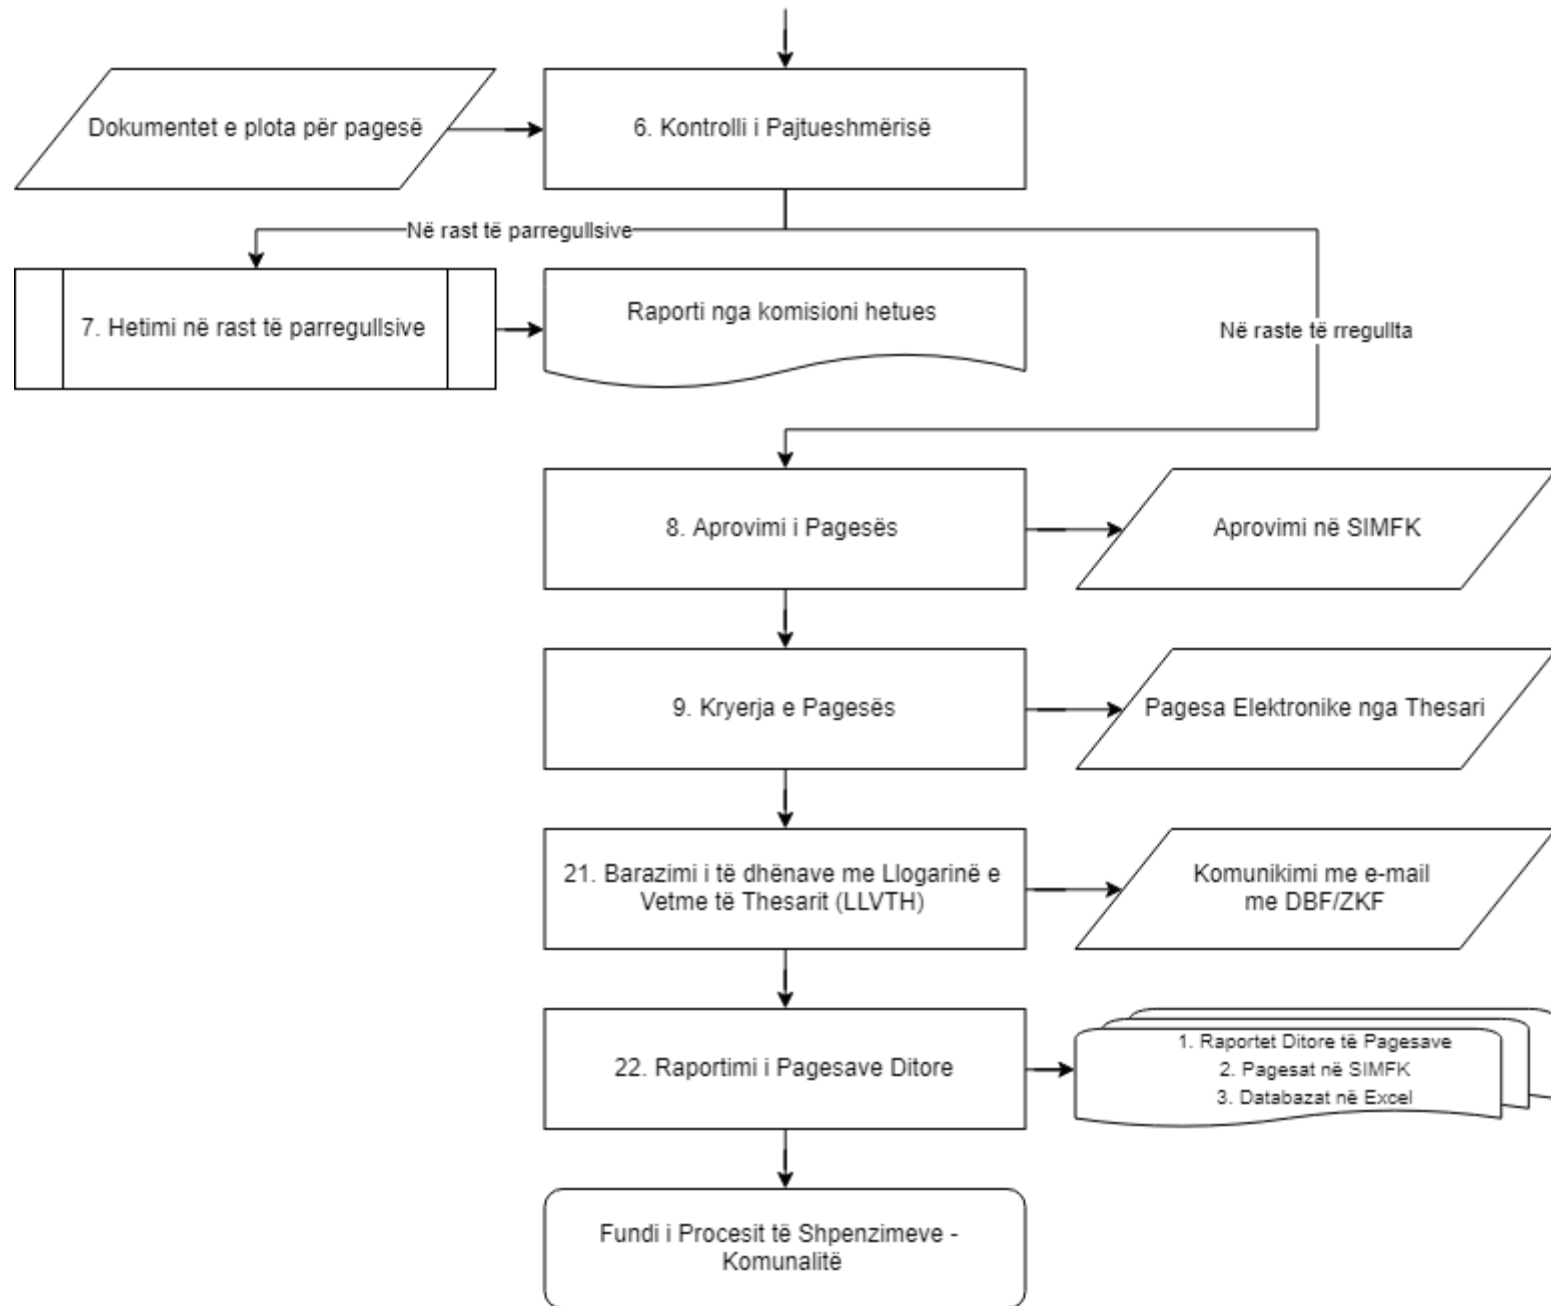 Dokumentet e plota për pagesë
6. Kontrolli i Pajtueshmërisë
Në rast të parregullsive
7. Hetimi në rast të parregullsive
Raporti nga komisioni hetues
Në raste të rregullta
8. Aprovimi i Pagesës
Aprovimi në SIMFK
9. Kryerja e Pagesës
Pagesa Elektronike nga Thesari
21. Barazimi i të dhënave me Llogarinë e
Vetme të Thesarit (LLVTH)
Komunikimi me e-mail
me DBF/ZKF
22. Raportimi i Pagesave Ditore
1. Raportet Ditore të Pagesave
2. Pagesat në SIMFK
3. Databazat në Excel
Fundi i Procesit të Shpenzimeve -
Komunalitë